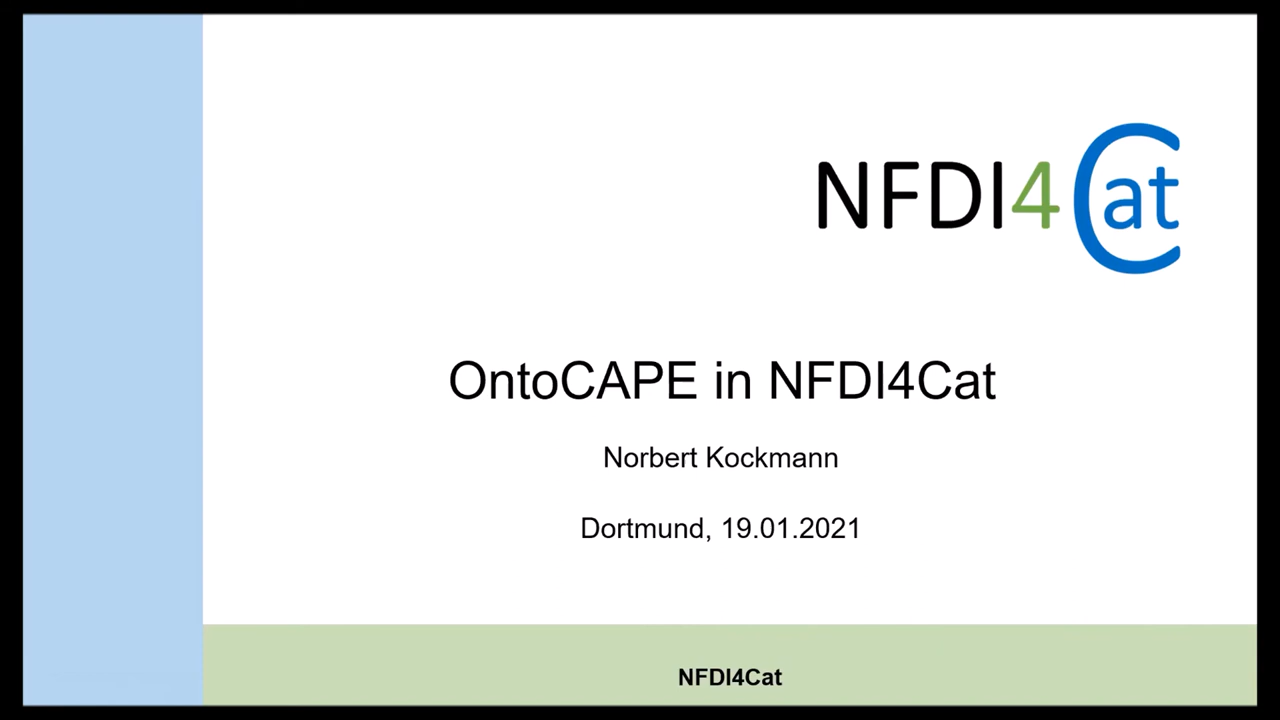 NFDI4Cat
OntoCAPE in NFDI4Cat
Norbert Kockmann
Dortmund, 19.01.2021
NFDI4Cat